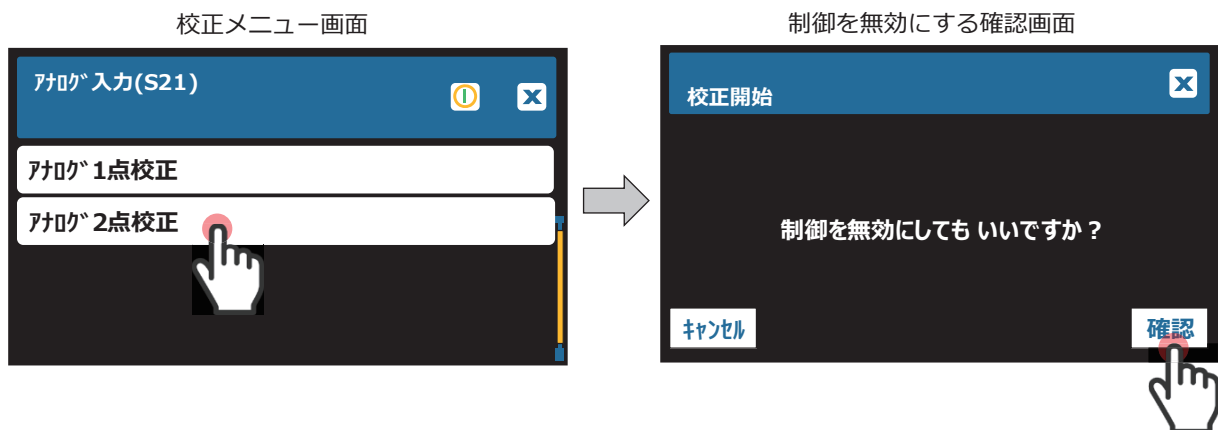 校正メニュー画面
ｱﾅﾛｸﾞ入力(S21)
ｱﾅﾛｸﾞ1点校正
ｱﾅﾛｸﾞ2点校正
制御を無効にする確認画面
校正開始
制御を無効にしても いいですか？
ｷｬﾝｾﾙ
確認